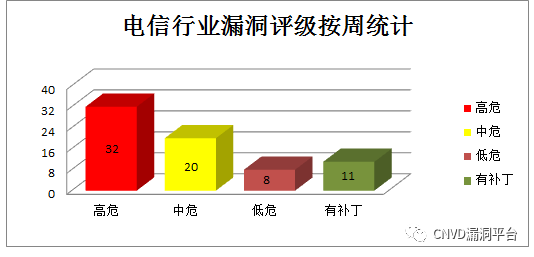 电信行业漏洞评级按周统计
40
32
24
16
8
0
32
20
8
11
高危
中危
低危
有补丁
高危
中危
低危
有补丁
CNVD漏洞平台